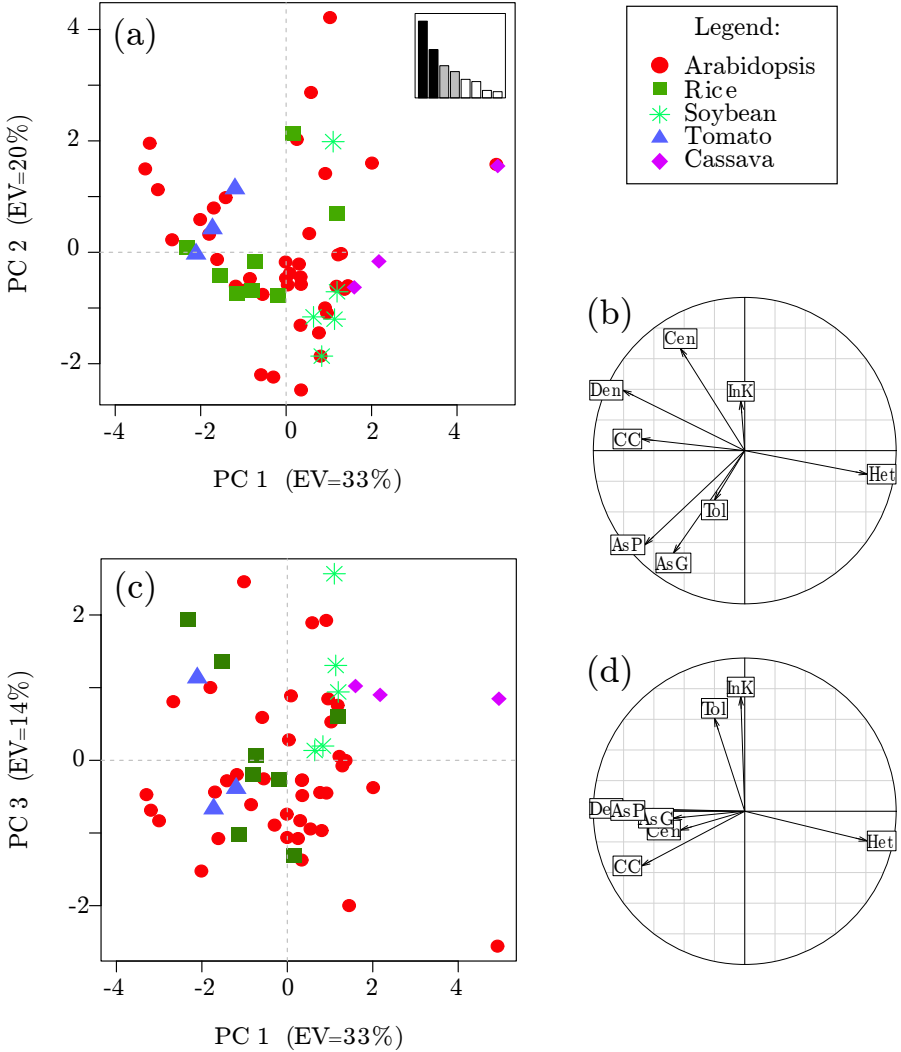 (a)
4
2
0
-2
-4
-2
0
2
4
PC 2 (EV=20%)
PC 1 (EV=33%)
Legend:
Arabidopsis
Rice
Soybean
Tomato
Cassava
(b)
Cen
Den
InK
CC
Het
Tol
AsP
AsG
(c)
2
0
-2
-4
-2
0
2
4
PC 3 (EV=14%)
PC 1 (EV=33%)
(d)
InK
Tol
De
AsP
AsG
Cen
Het
CC